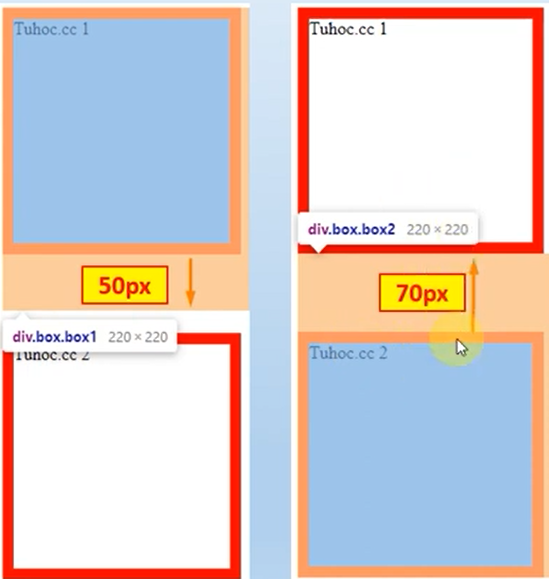 Tuhoc.cc 1
50px
div.box.box1 220 × 220
Tuhoc.cc 2
Tuhoc.cc 1
div.box.box2 220 × 220
70px
Tuhoc.cc 2